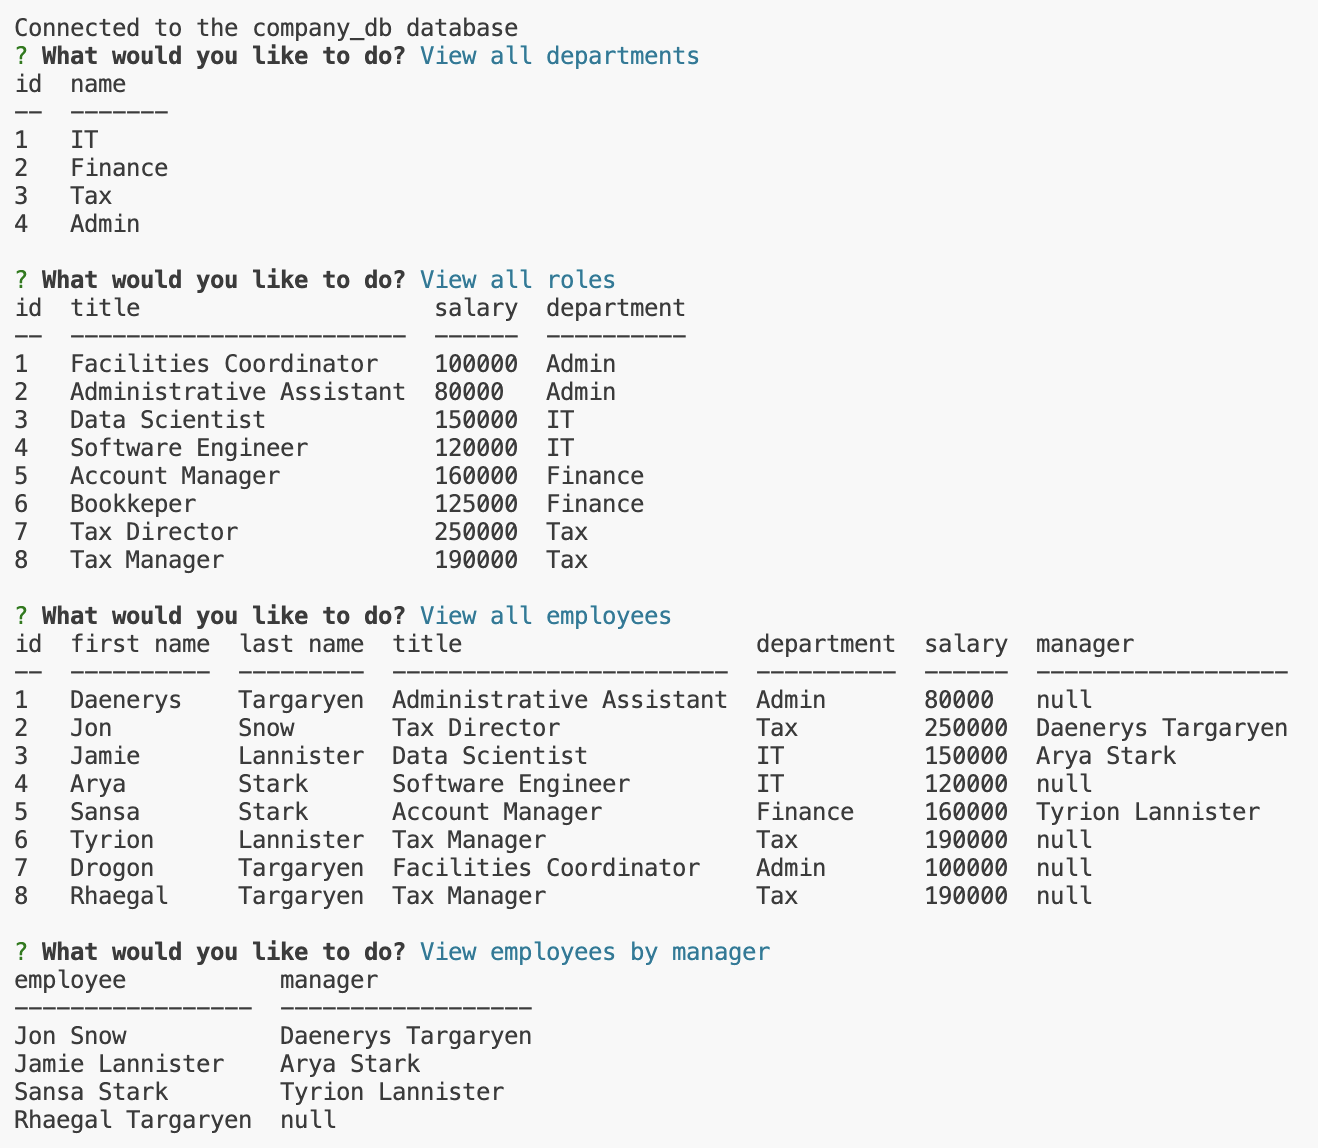 Connected to the company_db database
? What would you like to do? View all departments
id  name
--  -------
1   IT
2   Finance
3   Tax
4   Admin

? What would you like to do? View all roles
id  title                     salary  department
--  ------------------------  ------  ----------
1   Facilities Coordinator    100000  Admin
2   Administrative Assistant  80000   Admin
3   Data Scientist            150000  IT
4   Software Engineer         120000  IT
5   Account Manager           160000  Finance
6   Bookkeper                 125000  Finance
7   Tax Director              250000  Tax
8   Tax Manager               190000  Tax

? What would you like to do? View all employees
id  first name  last name  title                     department  salary  manager
--  ----------  ---------  ------------------------  ----------  ------  ------------------
1   Daenerys    Targaryen  Administrative Assistant  Admin       80000   null
2   Jon         Snow       Tax Director              Tax         250000  Daenerys Targaryen
3   Jamie       Lannister  Data Scientist            IT          150000  Arya Stark
4   Arya        Stark      Software Engineer         IT          120000  null
5   Sansa       Stark      Account Manager           Finance     160000  Tyrion Lannister
6   Tyrion      Lannister  Tax Manager               Tax         190000  null
7   Drogon      Targaryen  Facilities Coordinator    Admin       100000  null
8   Rhaegal     Targaryen  Tax Manager               Tax         190000  null

? What would you like to do? View employees by manager
employee           manager
-----------------  ------------------
Jon Snow           Daenerys Targaryen
Jamie Lannister    Arya Stark
Sansa Stark        Tyrion Lannister
Rhaegal Targaryen  null